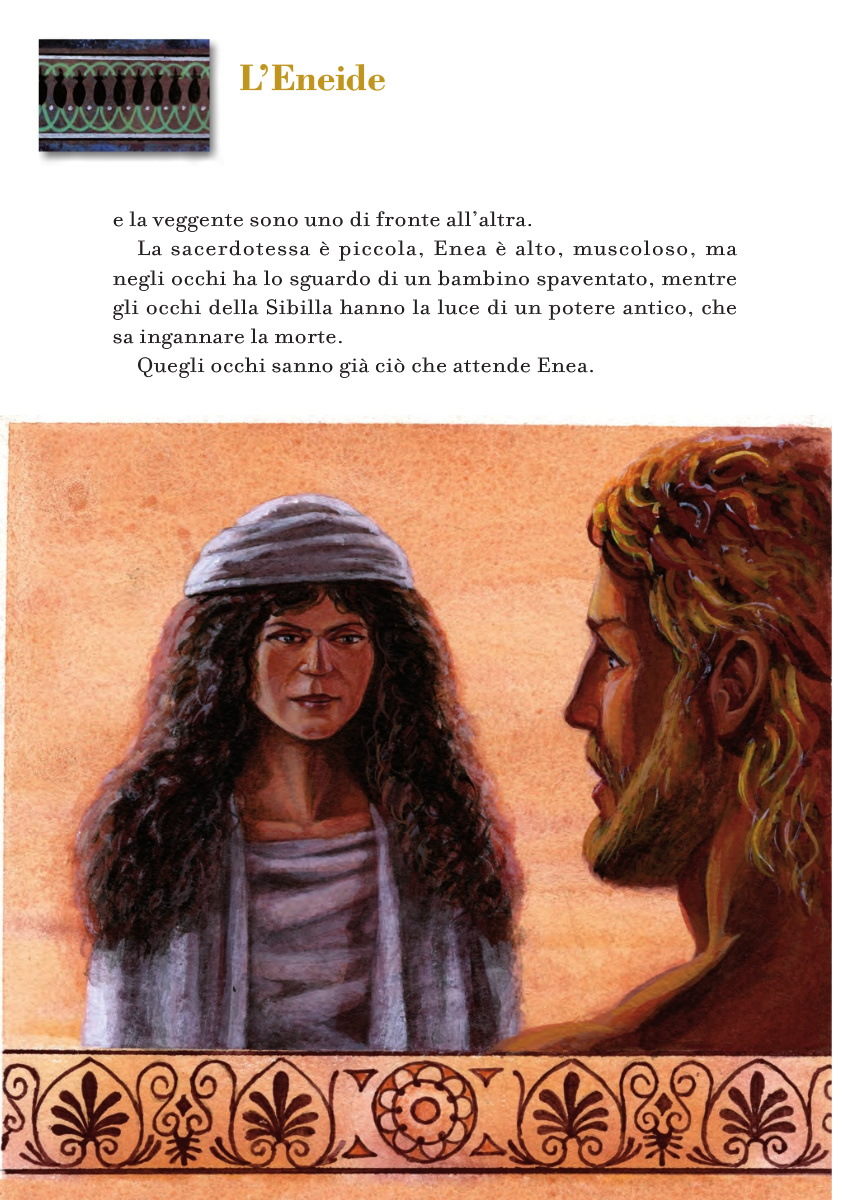 L’Eneide
e la veggente sono uno di fronte all’altra.
La sacerdotessa è piccola, Enea è alto, muscoloso, ma
negli occhi ha lo sguardo di un bambino spaventato, mentre
gli occhi della Sibilla hanno la luce di un potere antico, che
sa ingannare la morte.
Quegli occhi sanno già ciò che attende Enea.